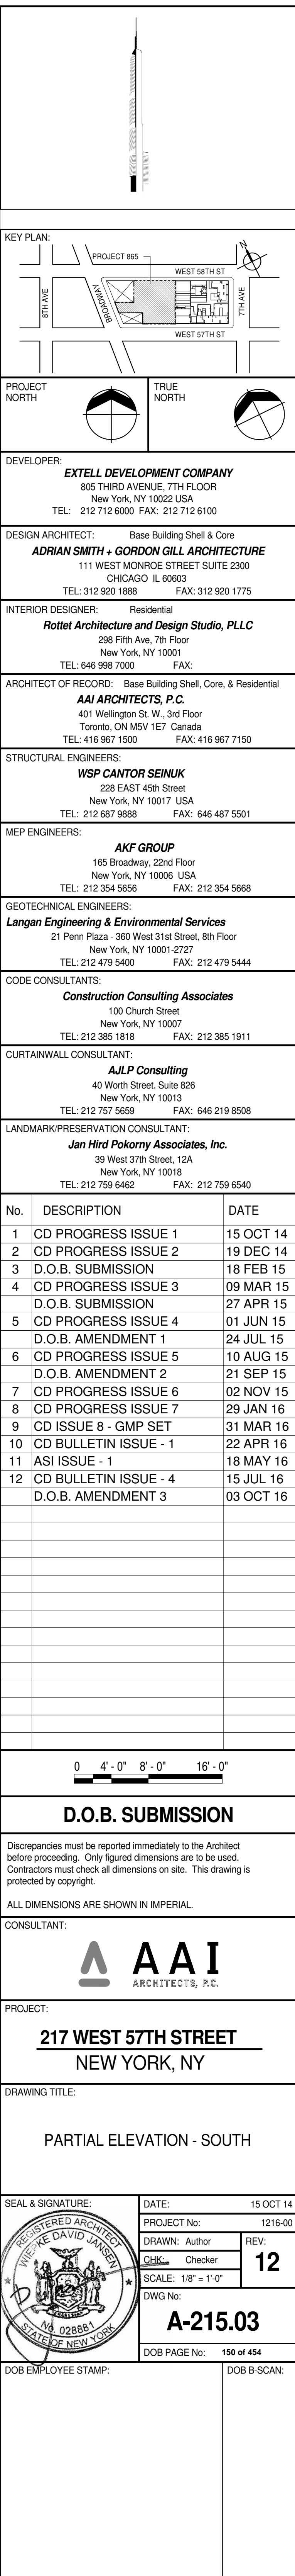 KEY PLAN:
PROJECT 865
N
WEST 58TH ST
8TH AVE
BROADWAY
7TH AVE
WEST 57TH ST
PROJECT NORTH
TRUE NORTH
DEVELOPER:
EXTELL DEVELOPMENT COMPANY
805 THIRD AVENUE, 7TH FLOOR
New York, NY 10022 USA
TEL: 212 712 6000 FAX: 212 712 6100
DESIGN ARCHITECT: Base Building Shell & Core
ADRIAN SMITH + GORDON GILL ARCHITECTURE
111 WEST MONROE STREET SUITE 2300
CHICAGO IL 60603
TEL: 312 920 1888 FAX: 312 920 1775
INTERIOR DESIGNER: Residential
Rottet Architecture and Design Studio, PLLC
298 Fifth Ave, 7th Floor
New York, NY 10001
TEL: 646 998 7000 FAX:
ARCHITECT OF RECORD: Base Building Shell, Core, & Residential
AAI ARCHITECTS, P.C.
401 Wellington St. W., 3rd Floor
Toronto, ON M5V 1E7 Canada
TEL: 416 967 1500 FAX: 416 967 7150
STRUCTURAL ENGINEERS:
WSP CANTOR SEINUK
228 EAST 45th Street
New York, NY 10017 USA
TEL: 212 687 9888 FAX: 646 487 5501
MEP ENGINEERS:
AKF GROUP
165 Broadway, 22nd Floor
New York, NY 10006 USA
TEL: 212 354 5656 FAX: 212 354 5668
GEOTECHNICAL ENGINEERS:
Langan Engineering & Environmental Services
21 Penn Plaza - 360 West 31st Street, 8th Floor
New York, NY 10001-2727
TEL: 212 479 5400 FAX: 212 479 5444
CODE CONSULTANTS:
Construction Consulting Associates
100 Church Street
New York, NY 10007
TEL: 212 385 1818 FAX: 212 385 1911
CURTAINWALL CONSULTANT:
AJLP Consulting
40 Worth Street. Suite 826
New York, NY 10013
TEL: 212 757 5659 FAX: 646 219 8508
LANDMARK/PRESERVATION CONSULTANT:
Jan Hird Pokorny Associates, Inc.
39 West 37th Street, 12A
New York, NY 10018
TEL: 212 759 6462 FAX: 212 759 6540
No. DESCRIPTION DATE
1 CD PROGRESS ISSUE 1 15 OCT 14
2 CD PROGRESS ISSUE 2 19 DEC 14
3 D.O.B. SUBMISSION 18 FEB 15
4 CD PROGRESS ISSUE 3 09 MAR 15
D.O.B. SUBMISSION 27 APR 15
5 CD PROGRESS ISSUE 4 01 JUN 15
D.O.B. AMENDMENT 1 24 JUL 15
6 CD PROGRESS ISSUE 5 10 AUG 15
D.O.B. AMENDMENT 2 21 SEP 15
7 CD PROGRESS ISSUE 6 02 NOV 15
8 CD PROGRESS ISSUE 7 29 JAN 16
9 CD ISSUE 8 - GMP SET 31 MAR 16
10 CD BULLETIN ISSUE - 1 22 APR 16
11 ASI ISSUE - 1 18 MAY 16
12 CD BULLETIN ISSUE - 4 15 JUL 16
D.O.B. AMENDMENT 3 03 OCT 16
0 4' - 0" 8' - 0" 16' - 0"
D.O.B. SUBMISSION
Discrepancies must be reported immediately to the Architect
before proceeding. Only figured dimensions are to be used.
Contractors must check all dimensions on site. This drawing is
protected by copyright.
ALL DIMENSIONS ARE SHOWN IN IMPERIAL.
CONSULTANT:
AAI
ARCHITECTS, P.C.
PROJECT:
217 WEST 57TH STREET
NEW YORK, NY
DRAWING TITLE:
PARTIAL ELEVATION - SOUTH
SEAL & SIGNATURE:
REGISTERED ARCHITECT
DAVID JANSEN
No. 028881
STATE OF NEW YORK
DATE: 15 OCT 14
PROJECT No: 1216-00
DRAWN: Author
CHK: Checker
SCALE: 1/8" = 1'-0"
REV:
12
DWG No:
A-215.03
DOB PAGE No: 150 of 454
DOB EMPLOYEE STAMP:
DOB B-SCAN: